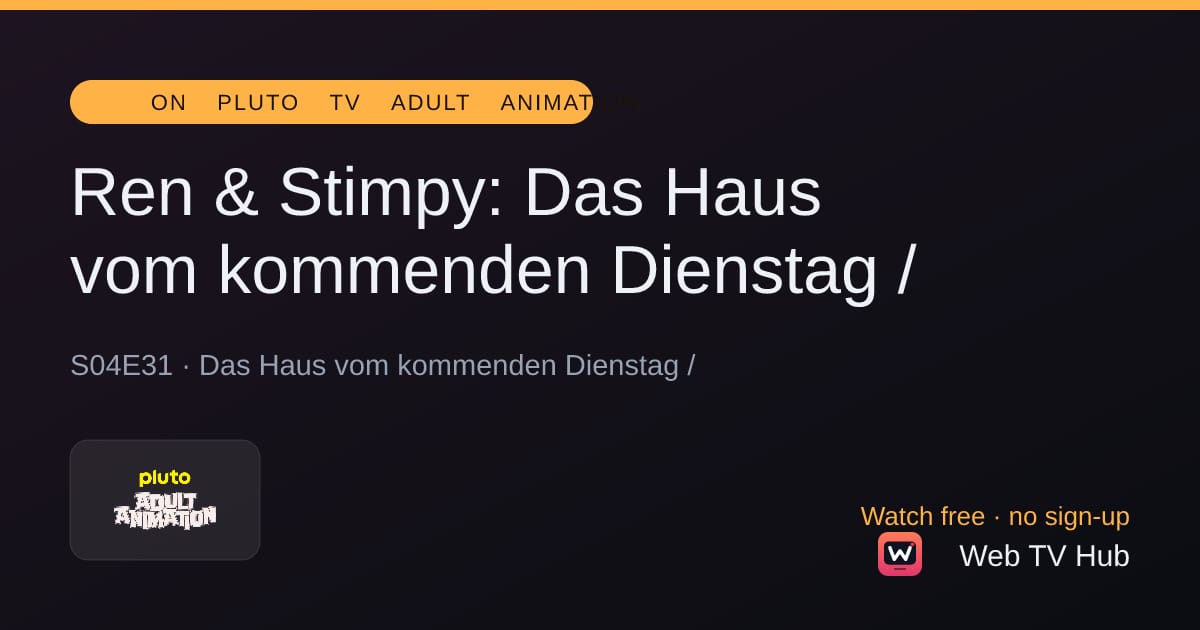 ON PLUTO TV ADULT ANIMATION
Ren & Stimpy: Das Haus
vom kommenden Dienstag /
S04E31 · Das Haus vom kommenden Dienstag /
pluto
ADULT
ANIMATION
Watch free · no sign-up
W
Web TV Hub